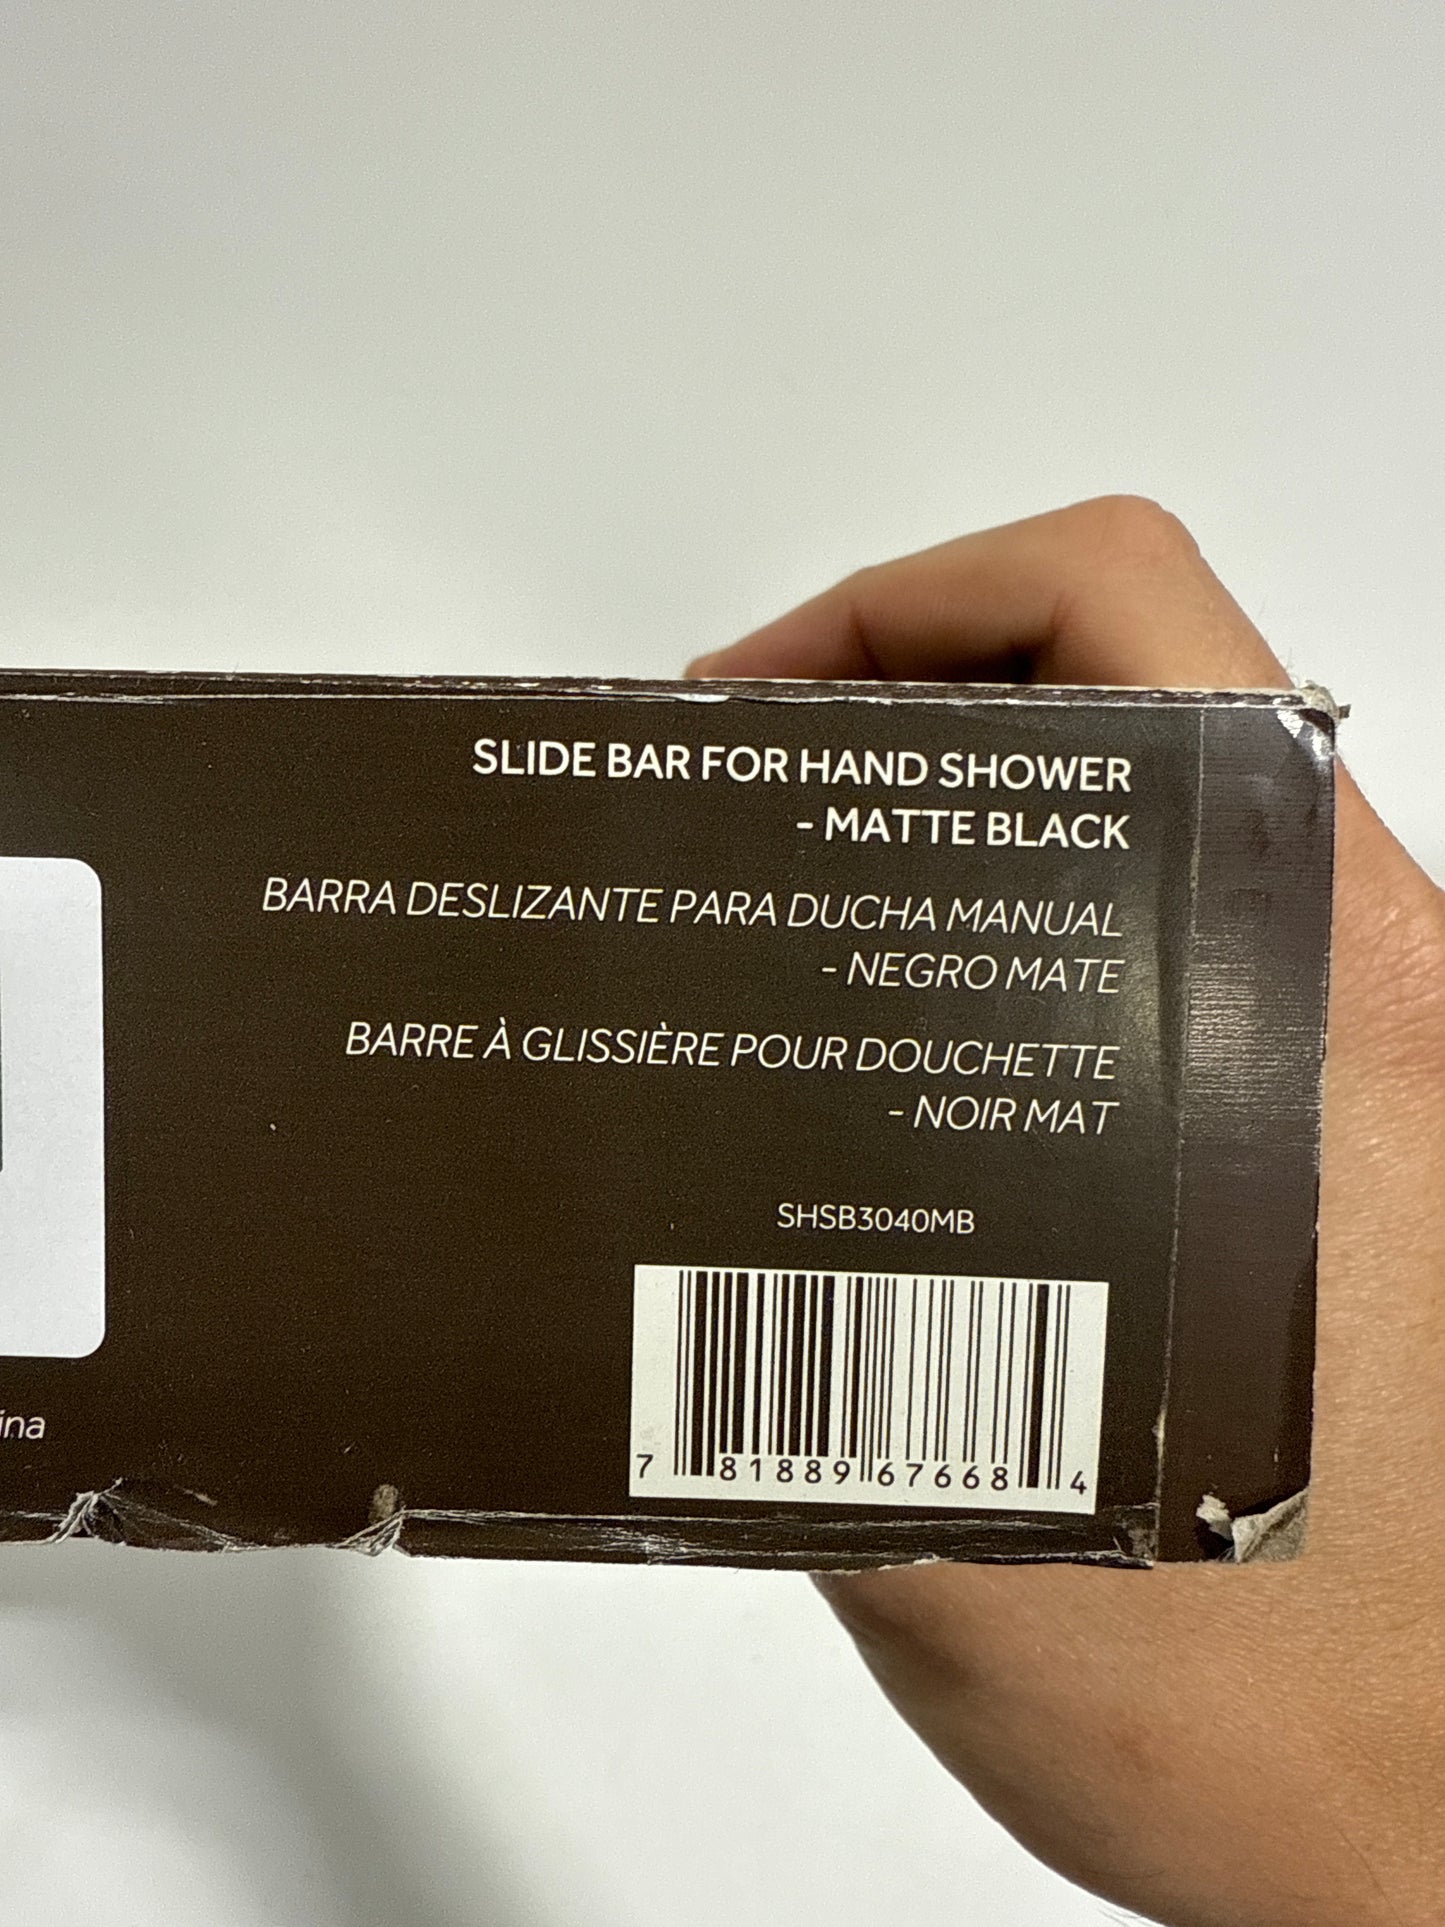 SLIDE BAR FOR HAND SHOWER
- MATTE BLACK
BARRA DESLIZANTE PARA DUCHA MANUAL
- NEGRO MATE
BARRE À GLISSIÈRE POUR DOUCHETTE
- NOIR MAT
SHSB3040MB
7 81889 67668 4